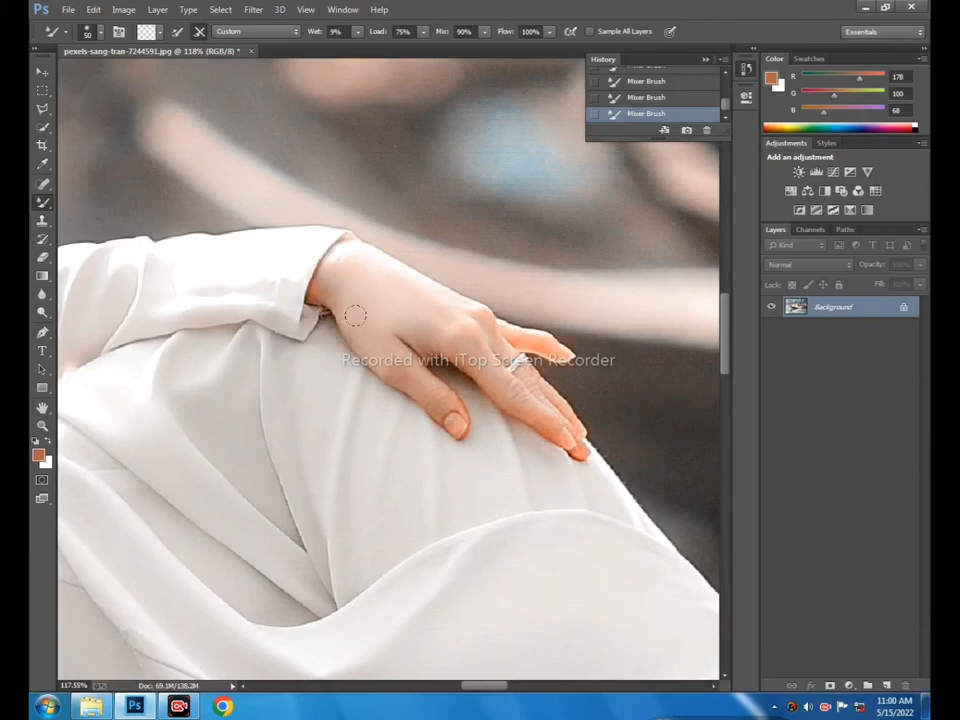 Ps File Edit Image Layer Type Select Filter 3D View Window Help
50 Custom Wet: 9% Load: 75% Mix: 90% Flow: 100% Sample All Layers Essentials
pexels-sang-tran-7244591.jpg @ 118% (RGB/8) * ×
History
Mixer Brush
Mixer Brush
Mixer Brush
Mixer Brush
Color Swatches
R 178
G 100
B 68
Adjustments Styles
Add an adjustment
Layers Channels Paths
Kind
Normal Opacity: 100%
Lock: Fill: 100%
Background
Recorded with iTop Screen Recorder
117.55% Doc: 69.1M/138.2M
Ps
11:00 AM
5/15/2022